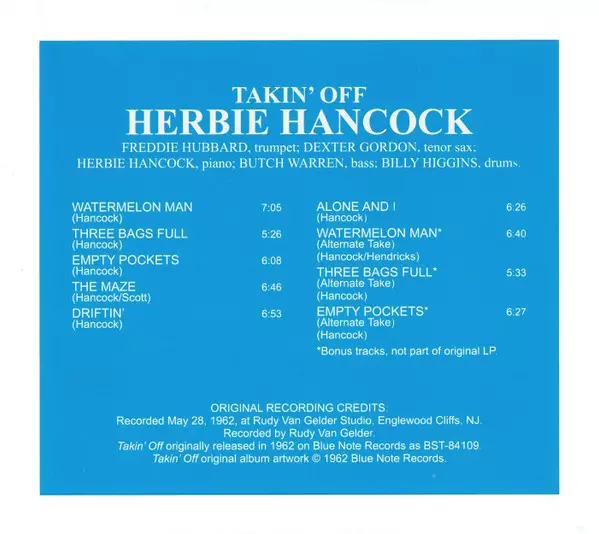 TAKIN' OFF
HERBIE HANCOCK
FREDDIE HUBBARD, trumpet; DEXTER GORDON, tenor sax;
HERBIE HANCOCK, piano; BUTCH WARREN, bass; BILLY HIGGINS, drums.
WATERMELON MAN 7:05
(Hancock)
THREE BAGS FULL 5:26
(Hancock)
EMPTY POCKETS 6:08
(Hancock)
THE MAZE 6:46
(Hancock/Scott)
DRIFTIN' 6:53
(Hancock)
ALONE AND I 6:26
(Hancock)
WATERMELON MAN* 6:40
(Alternate Take)
(Hancock/Hendricks)
THREE BAGS FULL* 5:33
(Alternate Take)
(Hancock)
EMPTY POCKETS* 6:27
(Alternate Take)
(Hancock)
*Bonus tracks, not part of original LP.
ORIGINAL RECORDING CREDITS:
Recorded May 28, 1962, at Rudy Van Gelder Studio, Englewood Cliffs, NJ.
Recorded by Rudy Van Gelder.
Takin' Off originally released in 1962 on Blue Note Records as BST-84109.
Takin' Off original album artwork © 1962 Blue Note Records.